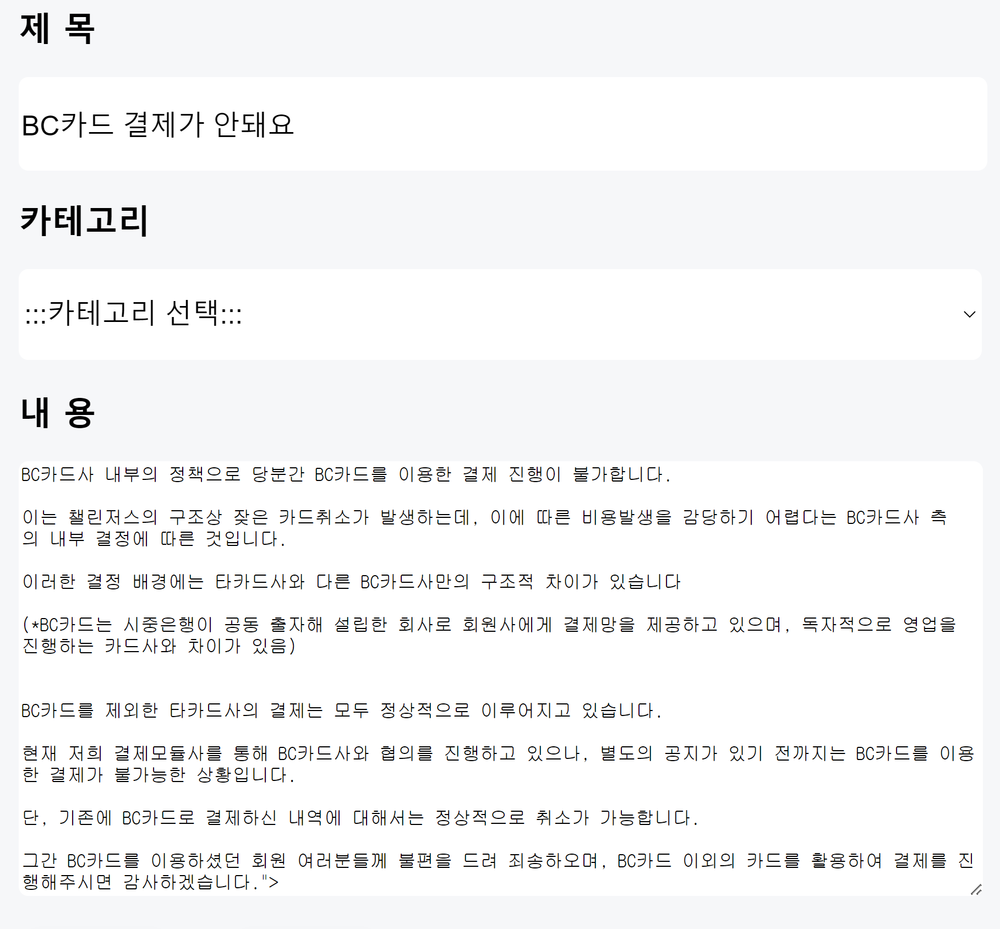 제 목
BC카드 결제가 안돼요
카테고리
:::카테고리 선택:::
내 용
BC카드사 내부의 정책으로 당분간 BC카드를 이용한 결제 진행이 불가합니다.
이는 챌린저스의 구조상 잦은 카드취소가 발생하는데, 이에 따른 비용발생을 감당하기 어렵다는 BC카드사 측
의 내부 결정에 따른 것입니다.
이러한 결정 배경에는 타카드사와 다른 BC카드사만의 구조적 차이가 있습니다
(*BC카드는 시중은행이 공동 출자해 설립한 회사로 회원사에게 결제망을 제공하고 있으며, 독자적으로 영업을
진행하는 카드사와 차이가 있음)
BC카드를 제외한 타카드사의 결제는 모두 정상적으로 이루어지고 있습니다.
현재 저희 결제모듈사를 통해 BC카드사와 협의를 진행하고 있으나, 별도의 공지가 있기 전까지는 BC카드를 이용
한 결제가 불가능한 상황입니다.
단, 기존에 BC카드로 결제하신 내역에 대해서는 정상적으로 취소가 가능합니다.
그간 BC카드를 이용하셨던 회원 여러분들께 불편을 드려 죄송하오며, BC카드 이외의 카드를 활용하여 결제를 진
행해주시면 감사하겠습니다.">